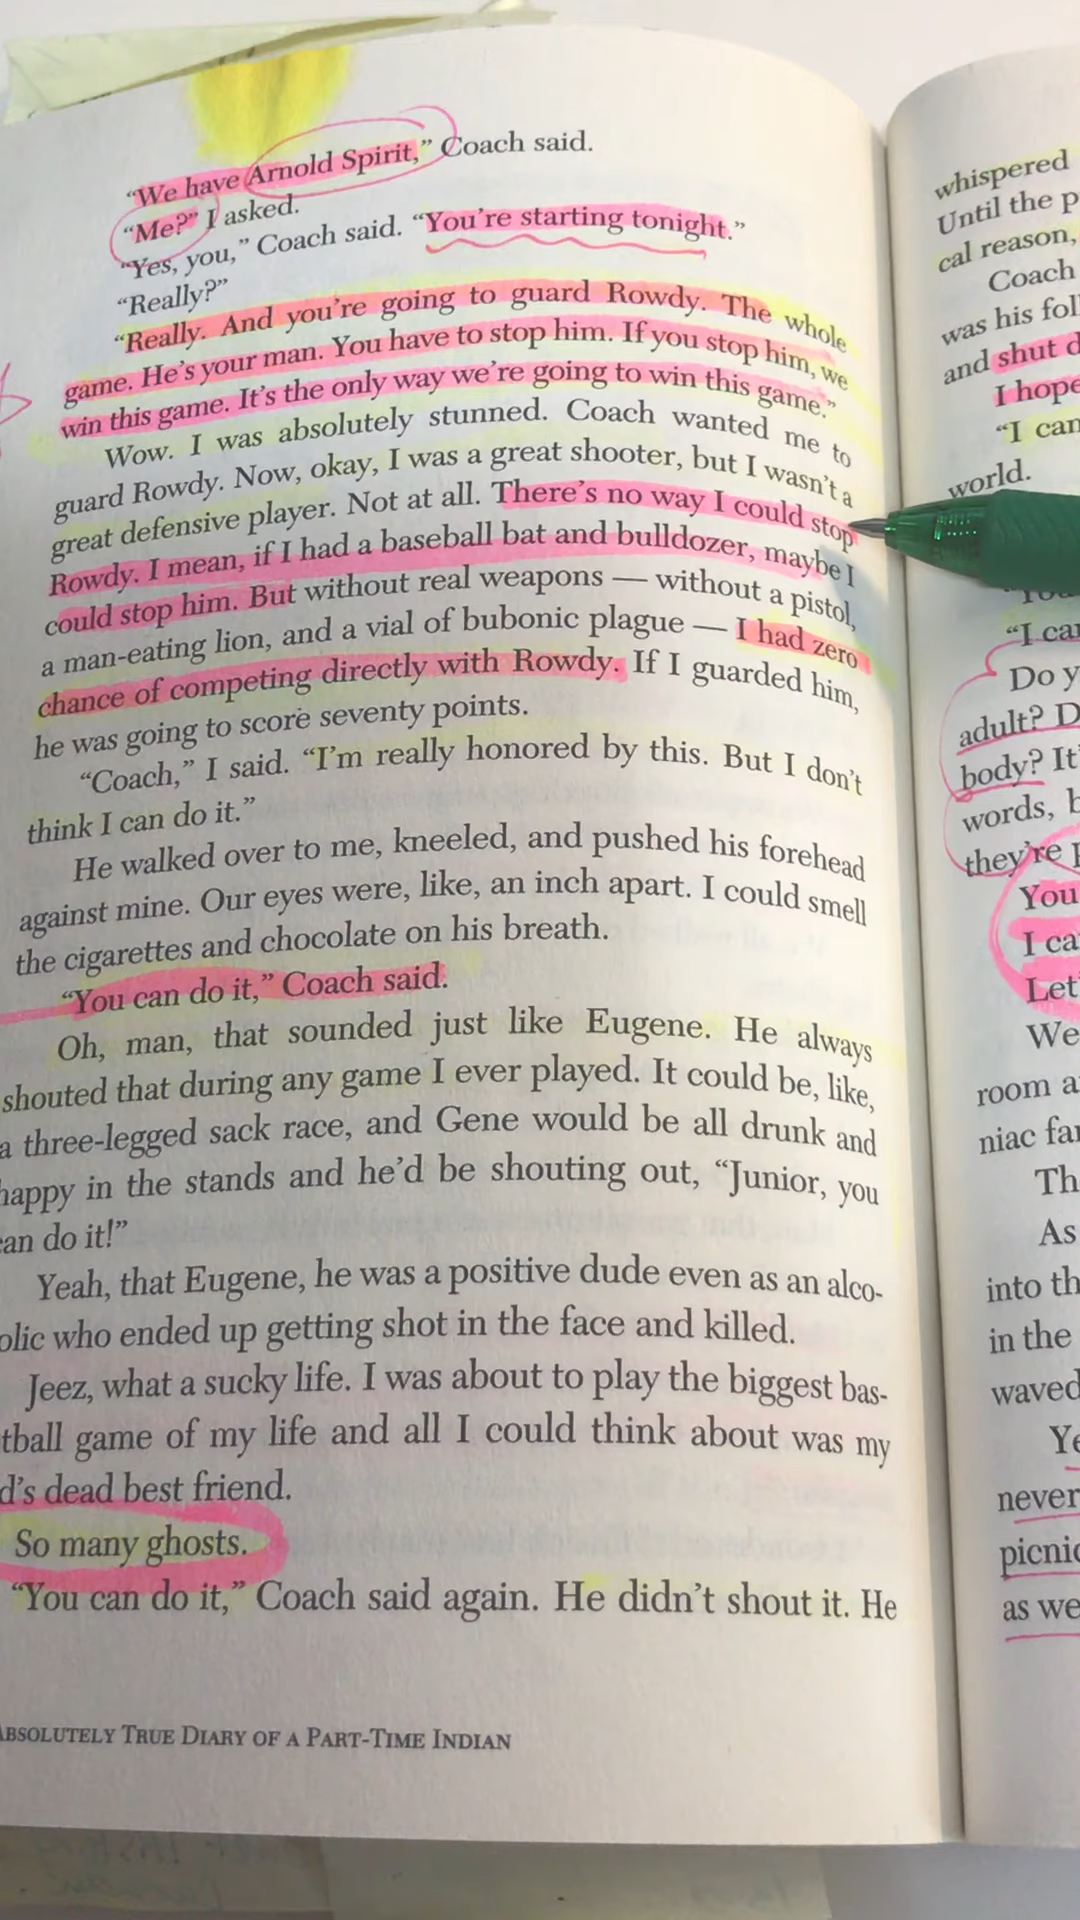 “We have Arnold Spirit,” Coach said.
“Me?” I asked.
“Yes, you,” Coach said. “You’re starting tonight.”
“Really?”
“Really. And you’re going to guard Rowdy. The whole
game. He’s your man. You have to stop him. If you stop him, we
win this game. It’s the only way we’re going to win this game.”
Wow. I was absolutely stunned. Coach wanted me to
guard Rowdy. Now, okay, I was a great shooter, but I wasn’t a
great defensive player. Not at all. There’s no way I could stop
Rowdy. I mean, if I had a baseball bat and bulldozer, maybe I
could stop him. But without real weapons — without a pistol,
a man-eating lion, and a vial of bubonic plague — I had zero
chance of competing directly with Rowdy. If I guarded him,
he was going to score seventy points.
“Coach,” I said. “I’m really honored by this. But I don’t
think I can do it.”
He walked over to me, kneeled, and pushed his forehead
against mine. Our eyes were, like, an inch apart. I could smell
the cigarettes and chocolate on his breath.
“You can do it,” Coach said.
Oh, man, that sounded just like Eugene. He always
shouted that during any game I ever played. It could be, like,
a three-legged sack race, and Gene would be all drunk and
happy in the stands and he’d be shouting out, “Junior, you
can do it!”
Yeah, that Eugene, he was a positive dude even as an alco-
olic who ended up getting shot in the face and killed.
Jeez, what a sucky life. I was about to play the biggest bas-
tball game of my life and all I could think about was my
d’s dead best friend.
So many ghosts.
“You can do it,” Coach said again. He didn’t shout it. He
ABSOLUTELY TRUE DIARY OF A PART-TIME INDIAN
whispered
Until the p
cal reason,
Coach
was his foll
and shut d
I hope
“I can
world.
“I ca
Do y
adult? D
body? It’
words, b
they’re p
You
I ca
Let’
We
room a
niac fan
Th
As
into th
in the
waved
Ye
never
picnic
as we